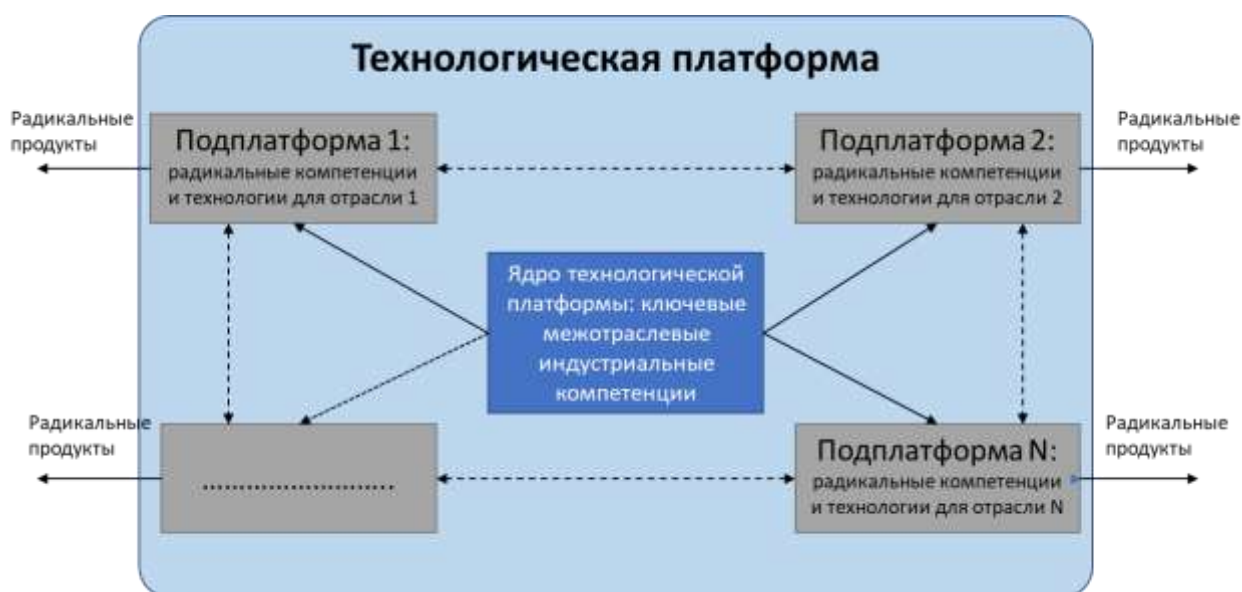 Технологическая платформа
Радикальные
продукты
Подплатформа 1:
радикальные компетенции
и технологии для отрасли 1
Подплатформа 2:
радикальные компетенции
и технологии для отрасли 2
Радикальные
продукты
Ядро технологической
платформы: ключевые
межотраслевые
индустриальные
компетенции
Радикальные
продукты
...........................
Подплатформа N:
радикальные компетенции
и технологии для отрасли N
Радикальные
продукты